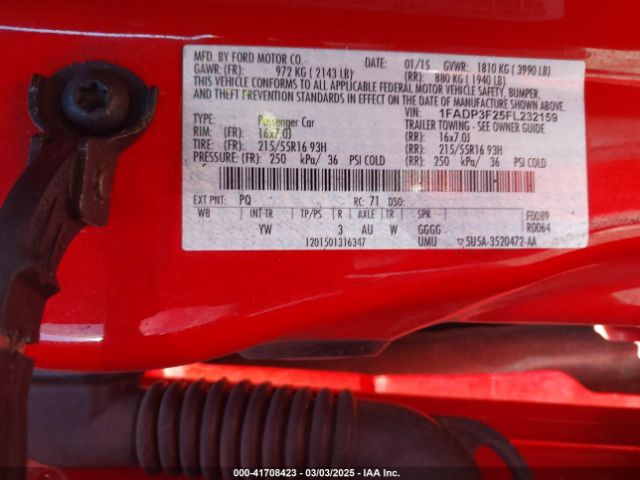 MFD. BY FORD MOTOR CO. DATE: 01/15 GVWR: 1810 KG ( 3990 LB)
GAWR: (FR): 972 KG ( 2143 LB) (RR): 880 KG ( 1940 LB)
THIS VEHICLE CONFORMS TO ALL APPLICABLE FEDERAL MOTOR VEHICLE SAFETY, BUMPER,
AND THEFT PREVENTION STANDARDS IN EFFECT ON THE DATE OF MANUFACTURE SHOWN ABOVE.
VIN: 1FADP3F25FL232159
TYPE: Passenger Car TRAILER TOWING - SEE OWNER GUIDE
RIM: (FR): 16x7.0J (RR): 16x7.0J
TIRE: (FR): 215/55R16 93H (RR): 215/55R16 93H
PRESSURE: (FR): 250 kPa/ 36 PSI COLD (RR): 250 kPa/ 36 PSI COLD
EXT PNT: PQ RC: 71 DSO:
WB INT TR TP/PS R AXLE TR SPR F0089
YW 3 AU W GGGG R0064
1201501316347 UMU ▽ 5U5A-3520472-AA
000-41708423 - 03/03/2025 - IAA Inc.